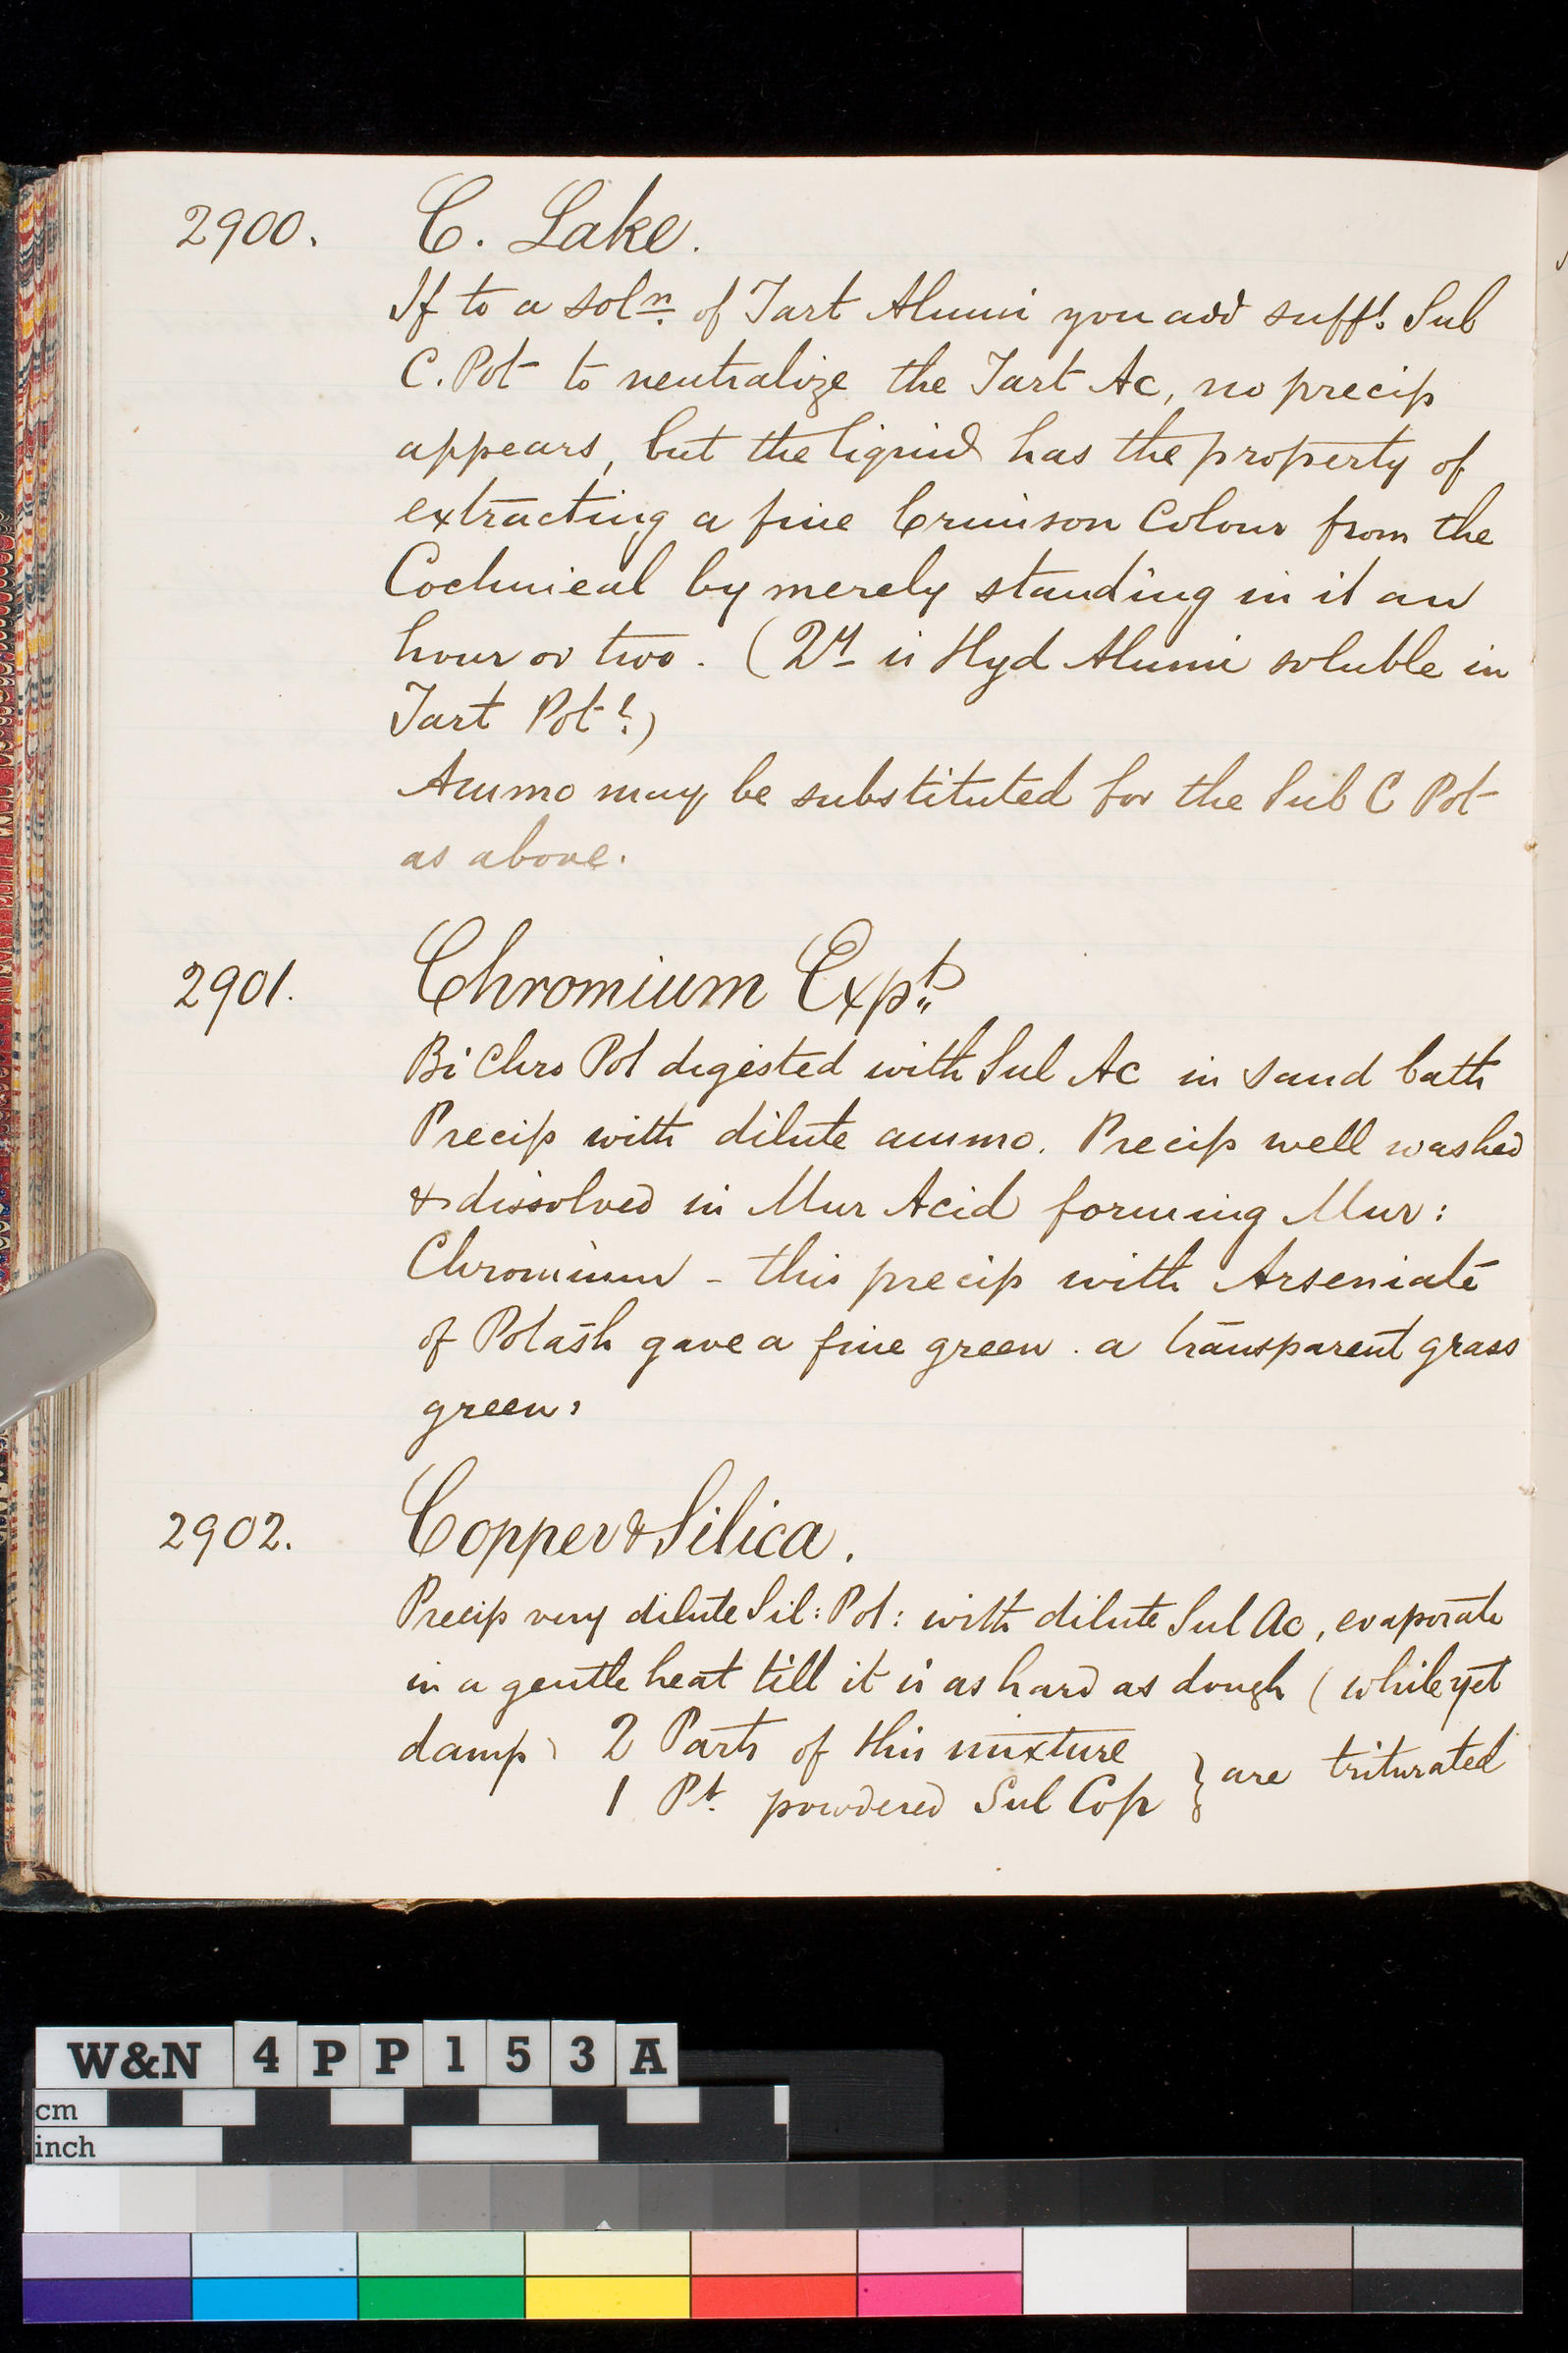 2900. C. Lake.
If to a solⁿ. of Tart Alumi you add suffᵗ. Sub
C. Pot to neutralize the Tart Ac, no precip
appears, but the liquid has the property of
extracting a fine Crimson Colour from the
Cochineal by merely standing in it an
hour or two. (Qʸ is Hyd Alumi soluble in
Tart Pot?)
Ammo may be substituted for the Sub C Pot
as above.
2901. Chromium Expᵗ
Bi Chro Pot digested with Sul Ac in sand bath
Precip with dilute ammo. Precip well washed
& dissolved in Mur Acid forming Mur:
Chromium - this precip with Arseniate
of Potash gave a fine green. a transparent grass
green.
2902. Copper & Silica.
Precip very dilute Sil: Pot: with dilute Sul Ac, evaporate
in a gentle heat till it is as hard as dough (while yet
damp) 2 Parts of this mixture
1 Pᵗ. powdered Sul Cop } are triturated
W&N 4PP153A
cm
inch